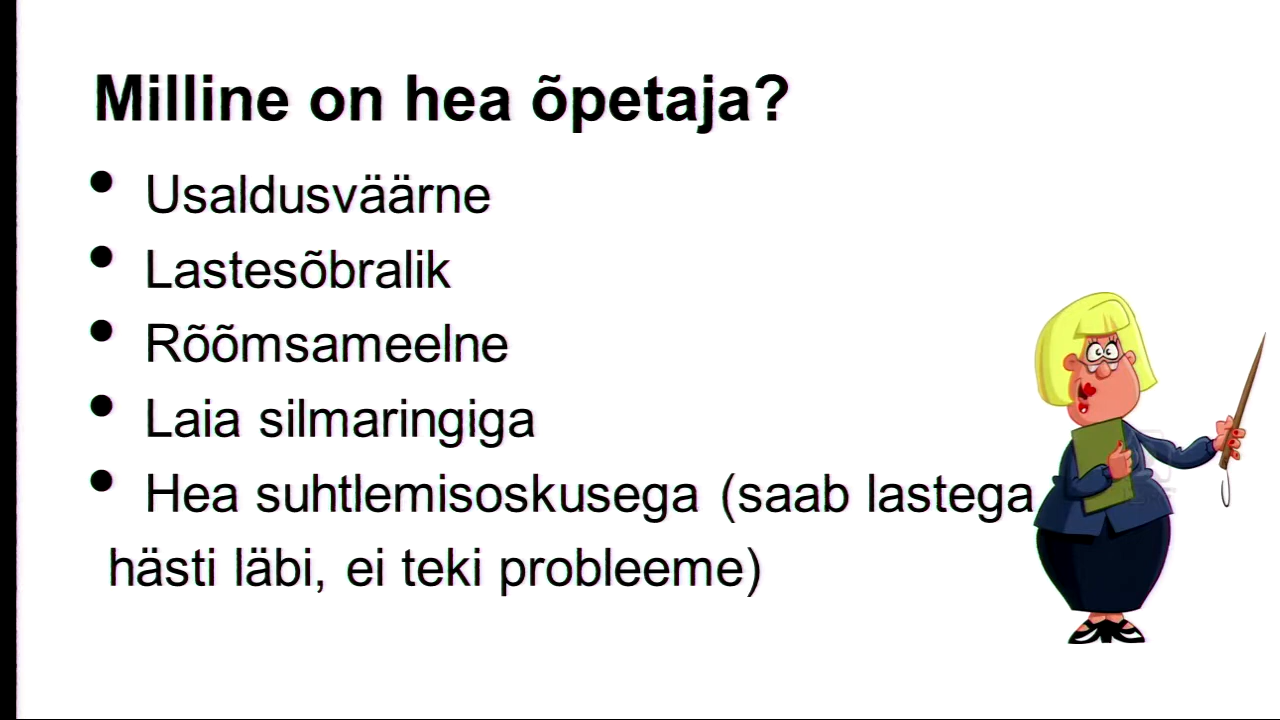 Milline on hea õpetaja?
• Usaldusväärne
• Lastesõbralik
• Rõõmsameelne
• Laia silmaringiga
• Hea suhtlemisoskusega (saab lastega
hästi läbi, ei teki probleeme)